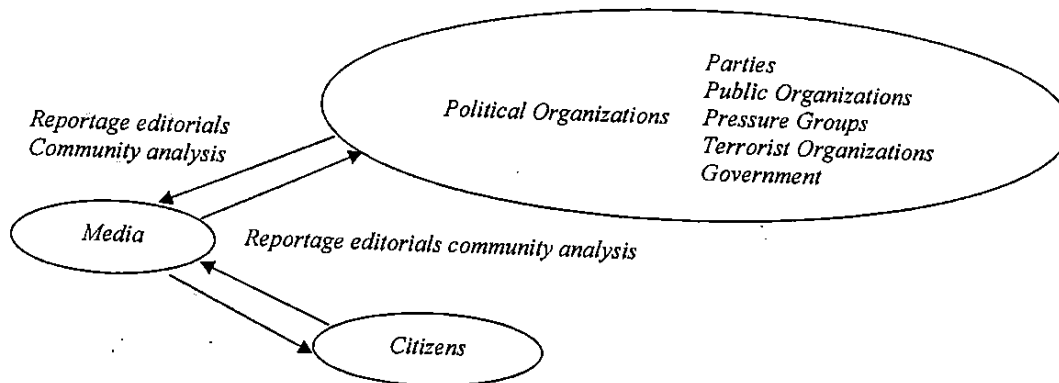 Parties
Public Organizations
Political Organizations
Pressure Groups
Terrorist Organizations
Government
Reportage editorials
Community analysis
Media
Reportage editorials community analysis
Citizens